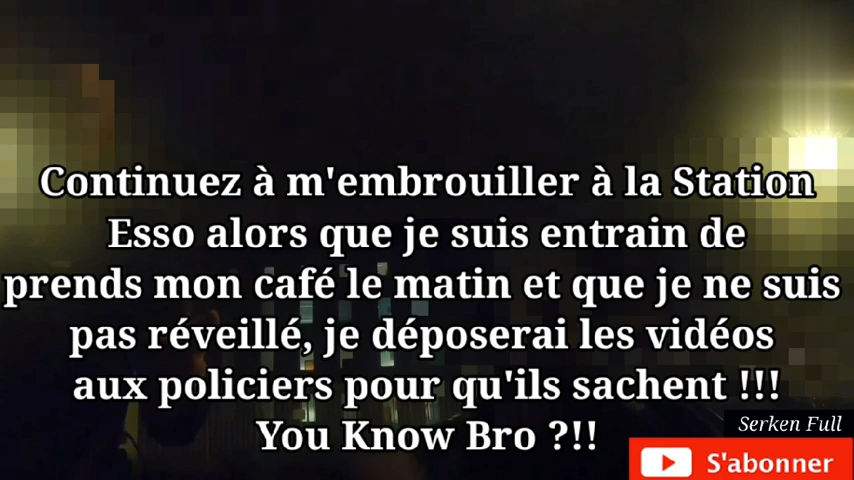 Continuez à m'embrouiller à la Station
Esso alors que je suis entrain de
prends mon café le matin et que je ne suis
pas réveillé, je déposerai les vidéos
aux policiers pour qu'ils sachent !!!
You Know Bro ?!!
Serken Full
S'abonner